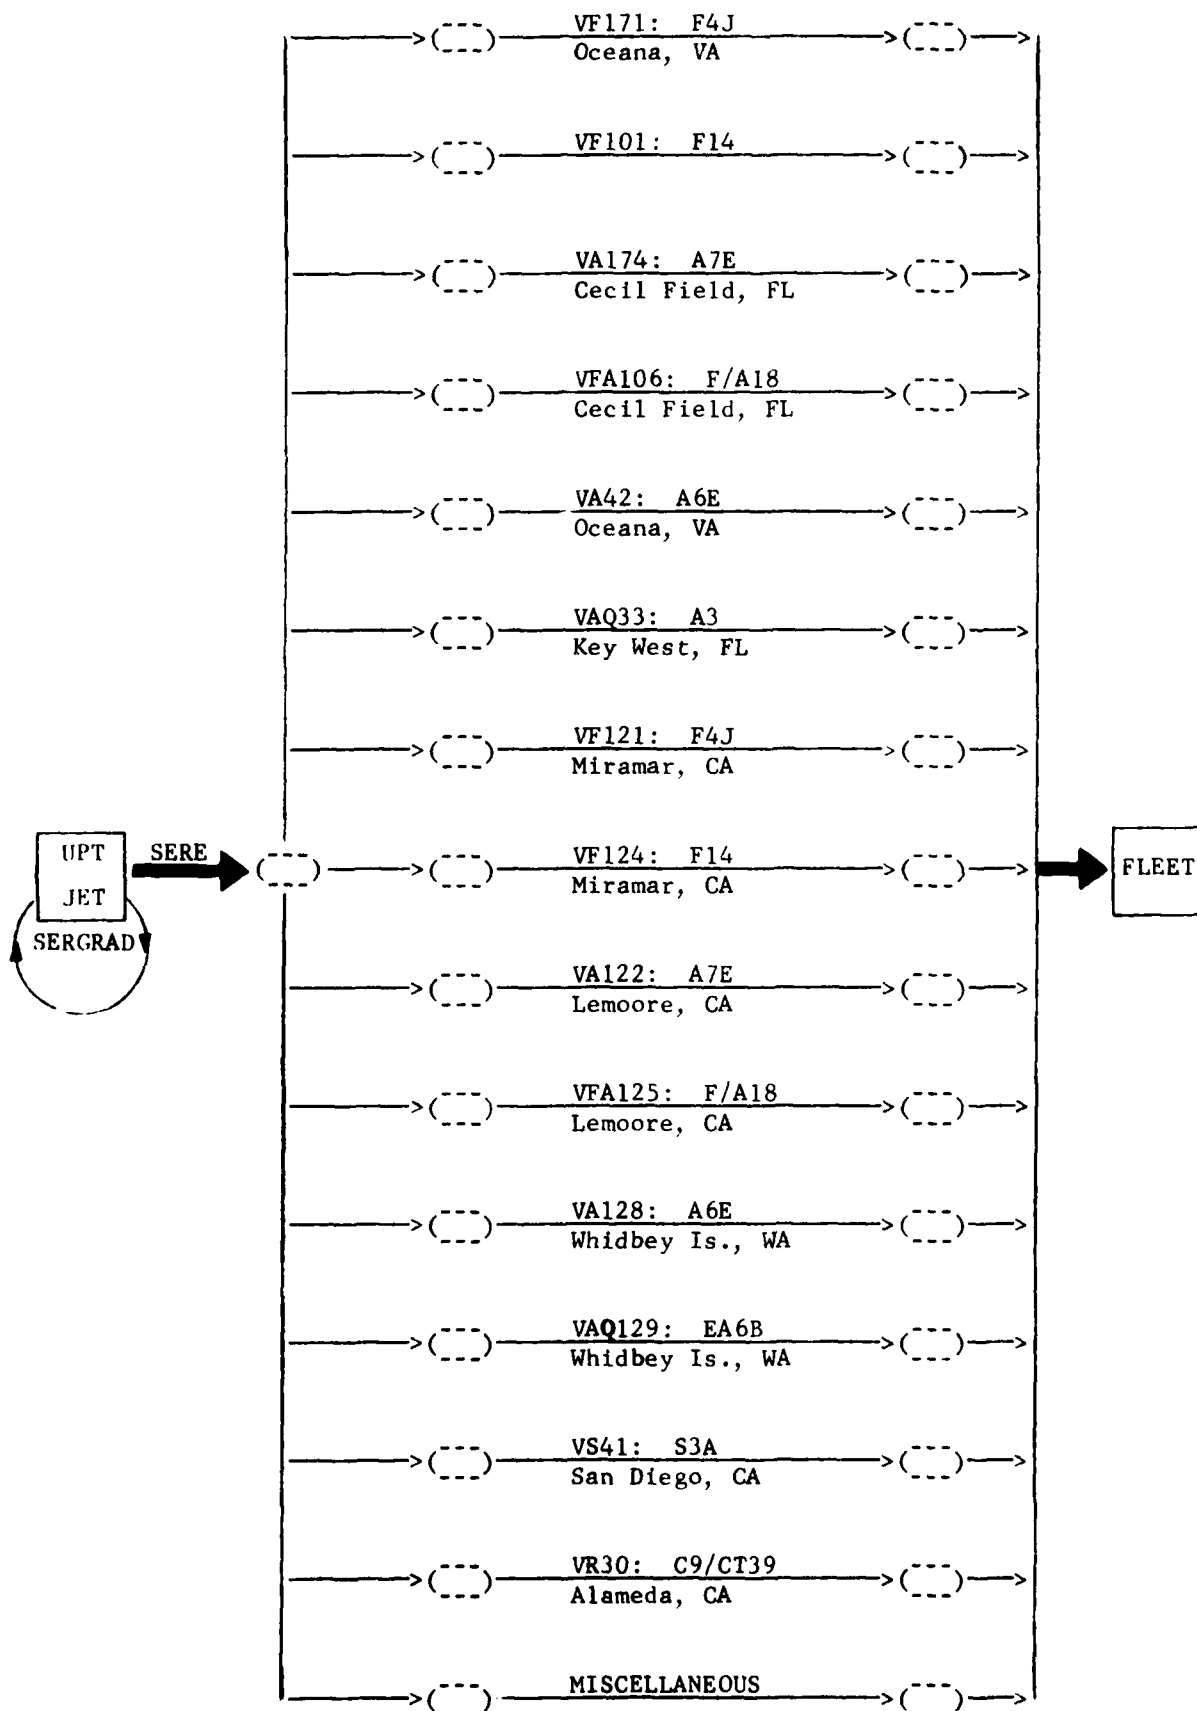 VF171: F4J
Oceana, VA
VF101: F14
VA174: A7E
Cecil Field, FL
VFA106: F/A18
Cecil Field, FL
VA42: A6E
Oceana, VA
VAQ33: A3
Key West, FL
VF121: F4J
Miramar, CA
UPT
JET
SERGRAD
SERE
VF124: F14
Miramar, CA
FLEET
VA122: A7E
Lemoore, CA
VFA125: F/A18
Lemoore, CA
VA128: A6E
Whidbey Is., WA
VAQ129: EA6B
Whidbey Is., WA
VS41: S3A
San Diego, CA
VR30: C9/CT39
Alameda, CA
MISCELLANEOUS